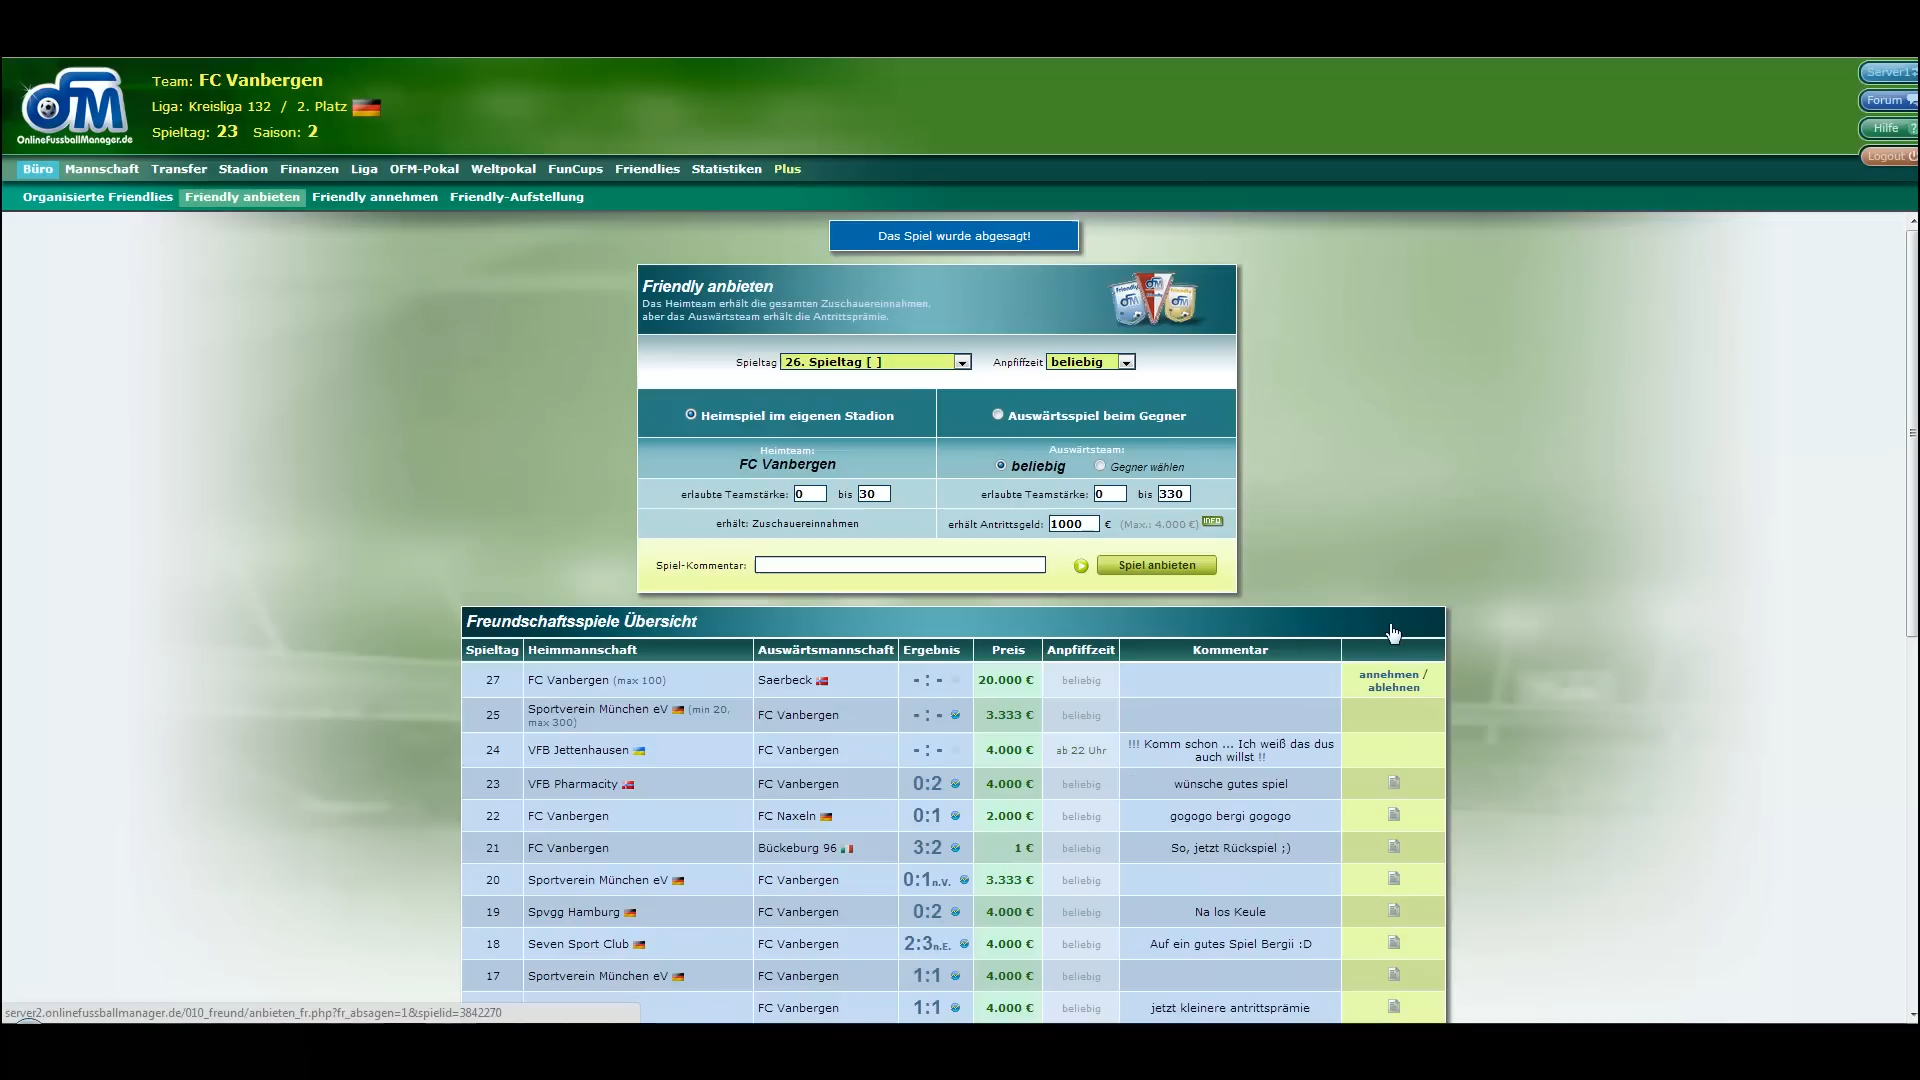 Team: FC Vanbergen
Liga: Kreisliga 132 / 2. Platz
Spieltag: 23 Saison: 2
OFM
OnlineFussballManager.de
Server1
Forum
Hilfe ?
Logout
Büro Mannschaft Transfer Stadion Finanzen Liga OFM-Pokal Weltpokal FunCups Friendlies Statistiken Plus
Organisierte Friendlies Friendly anbieten Friendly annehmen Friendly-Aufstellung
Das Spiel wurde abgesagt!
Friendly anbieten
Das Heimteam erhält die gesamten Zuschauereinnahmen,
aber das Auswärtsteam erhält die Antrittsprämie.
Spieltag 26. Spieltag [ ] Anpfiffzeit beliebig
Heimspiel im eigenen Stadion Auswärtsspiel beim Gegner
Heimteam: Auswärtsteam:
FC Vanbergen beliebig Gegner wählen
erlaubte Teamstärke: 0 bis 30 erlaubte Teamstärke: 0 bis 330
erhält: Zuschauereinnahmen erhält Antrittsgeld: 1000 € (Max.: 4.000 €) INFO
Spiel-Kommentar: Spiel anbieten
Freundschaftsspiele Übersicht
Spieltag Heimmannschaft Auswärtsmannschaft Ergebnis Preis Anpfiffzeit Kommentar
27 FC Vanbergen (max 100) Saerbeck - : - 20.000 € beliebig annehmen / ablehnen
25 Sportverein München eV (min 20, max 300) FC Vanbergen - : - 3.333 € beliebig
24 VFB Jettenhausen FC Vanbergen - : - 4.000 € ab 22 Uhr !!! Komm schon ... Ich weiß das dus auch willst !!
23 VFB Pharmacity FC Vanbergen 0:2 4.000 € beliebig wünsche gutes spiel
22 FC Vanbergen FC Naxeln 0:1 2.000 € beliebig gogogo bergi gogogo
21 FC Vanbergen Bückeburg 96 3:2 1 € beliebig So, jetzt Rückspiel ;)
20 Sportverein München eV FC Vanbergen 0:1n.V. 3.333 € beliebig
19 Spvgg Hamburg FC Vanbergen 0:2 4.000 € beliebig Na los Keule
18 Seven Sport Club FC Vanbergen 2:3n.E. 4.000 € beliebig Auf ein gutes Spiel Bergii :D
17 Sportverein München eV FC Vanbergen 1:1 4.000 € beliebig
FC Vanbergen 1:1 4.000 € beliebig jetzt kleinere antrittsprämie
server2.onlinefussballmanager.de/010_freund/anbieten_fr.php?fr_absagen=1&spielid=3842270